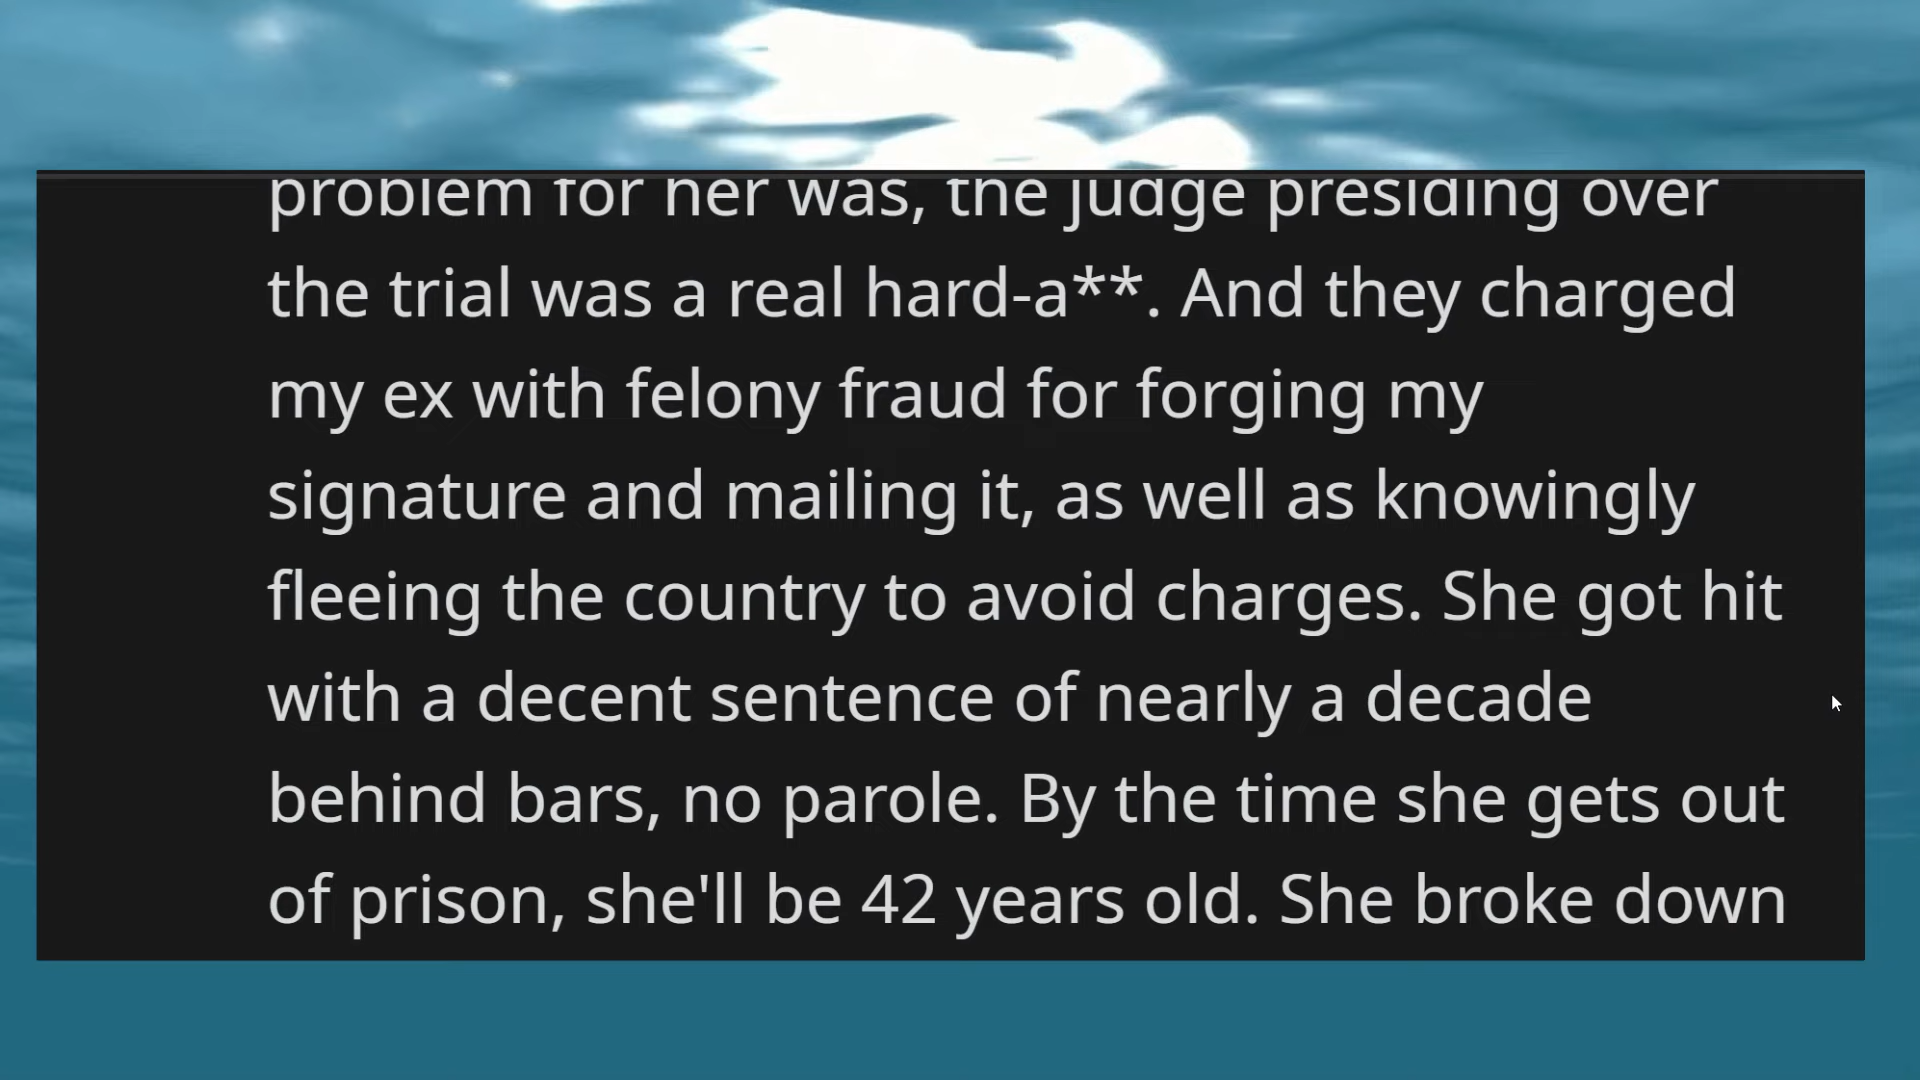 problem for her was, the judge presiding over
the trial was a real hard-a**. And they charged
my ex with felony fraud for forging my
signature and mailing it, as well as knowingly
fleeing the country to avoid charges. She got hit
with a decent sentence of nearly a decade
behind bars, no parole. By the time she gets out
of prison, she'll be 42 years old. She broke down